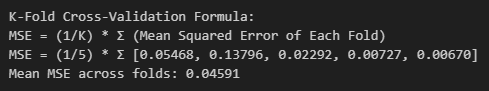 K-Fold Cross-Validation Formula:
MSE = (1/K) * Σ (Mean Squared Error of Each Fold)
MSE = (1/5) * Σ [0.05468, 0.13796, 0.02292, 0.00727, 0.00670]
Mean MSE across folds: 0.04591